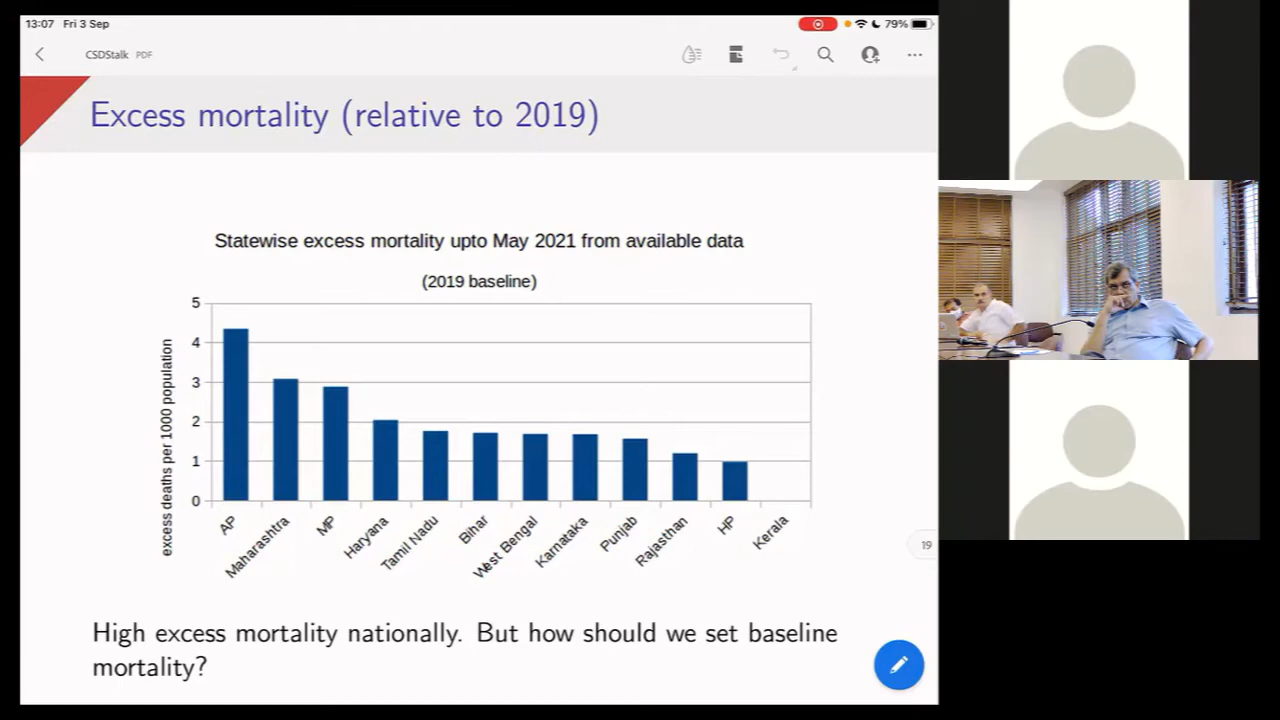 13:07 Fri 3 Sep
79%
CSDStalk PDF
Excess mortality (relative to 2019)
Statewise excess mortality upto May 2021 from available data
(2019 baseline)
excess deaths per 1000 population
5
4
3
2
1
0
AP
Maharashtra
MP
Haryana
Tamil Nadu
Bihar
West Bengal
Karnataka
Punjab
Rajasthan
HP
Kerala
19
High excess mortality nationally. But how should we set baseline
mortality?